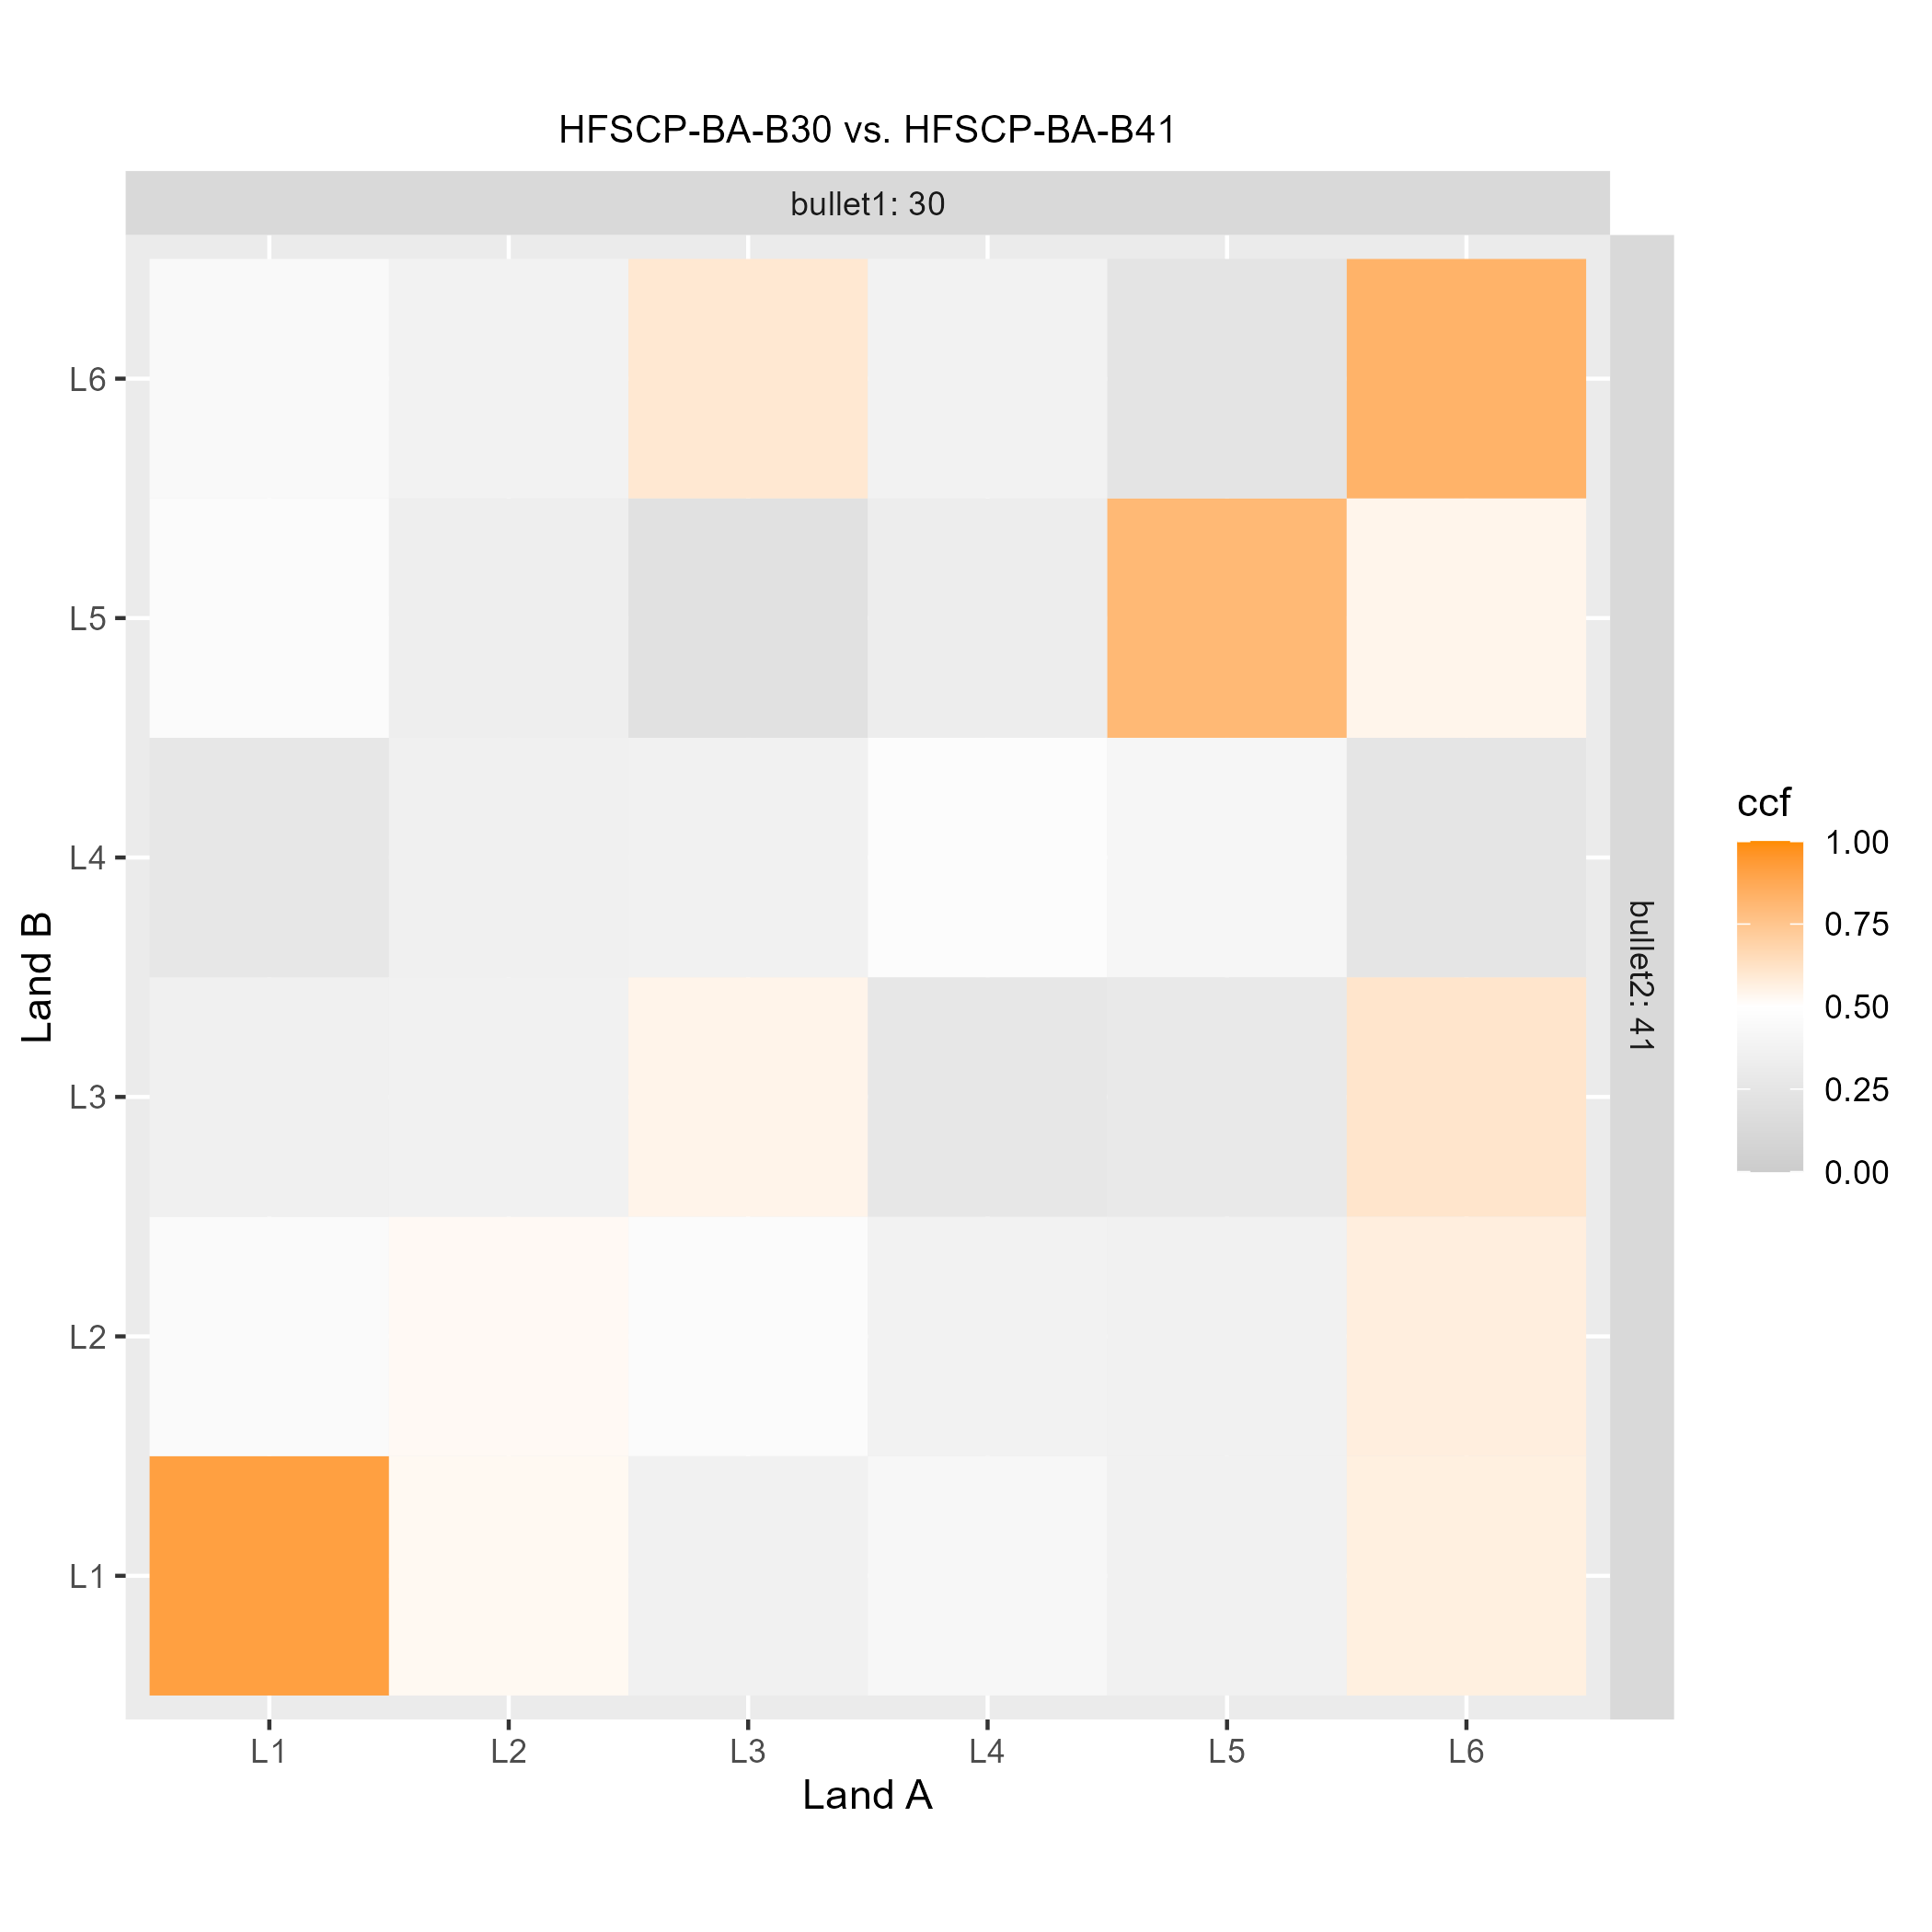 HFSCP-BA-B30 vs. HFSCP-BA-B41
bullet1: 30
L6
L5
L4
L3
L2
L1
Land B
bullet2: 41
L1 L2 L3 L4 L5 L6
Land A
ccf
1.00
0.75
0.50
0.25
0.00